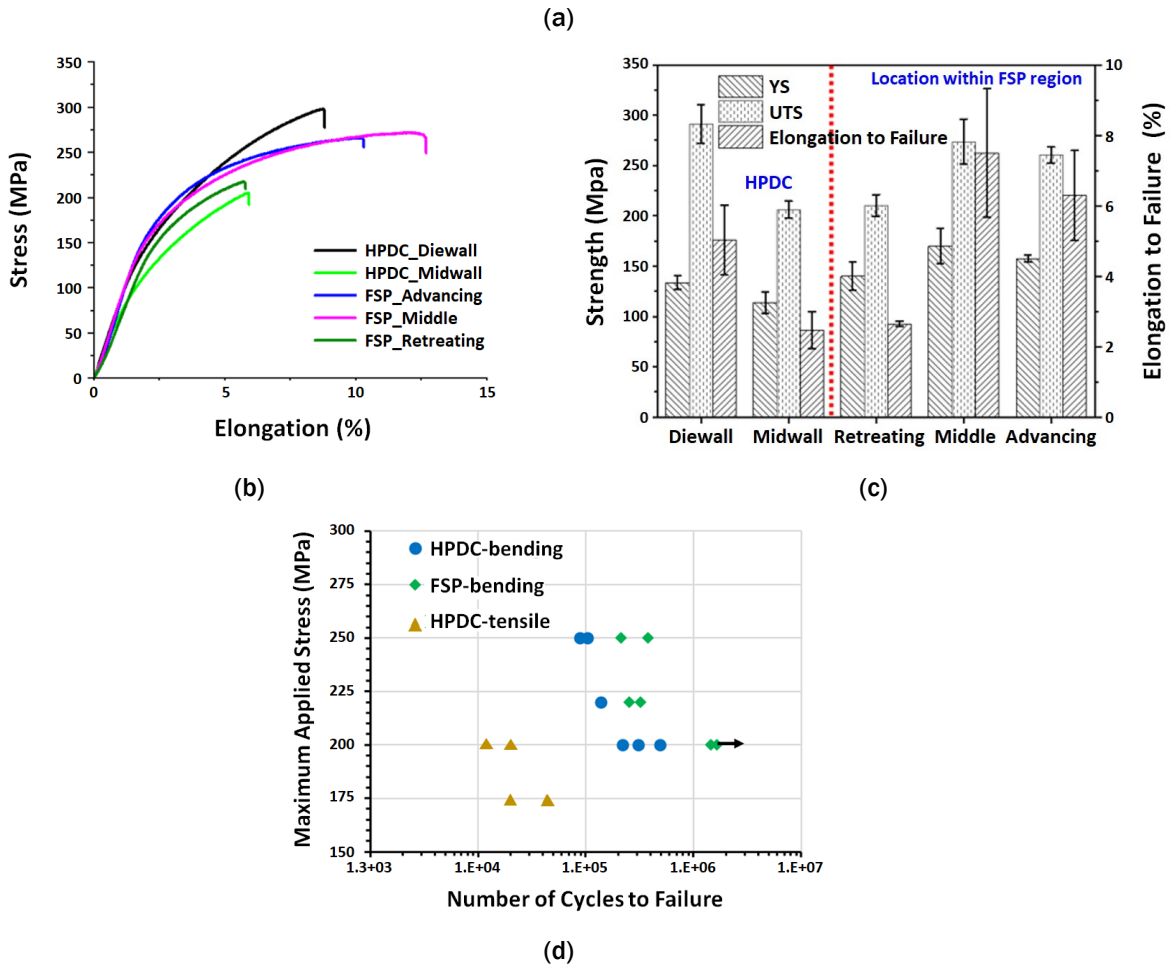 (a)
350
300
250
200
150
100
50
0
Stress (MPa)
0
5
10
15
Elongation (%)
HPDC_Diewall
HPDC_Midwall
FSP_Advancing
FSP_Middle
FSP_Retreating
(b)
350
300
250
200
150
100
50
0
Strength (Mpa)
YS
UTS
Elongation to Failure
HPDC
Location within FSP region
10
8
6
4
2
0
Elongation to Failure (%)
Diewall
Midwall
Retreating
Middle
Advancing
(c)
300
275
250
225
200
175
150
Maximum Applied Stress (MPa)
HPDC-bending
FSP-bending
HPDC-tensile
1.3+03
1.E+04
1.E+05
1.E+06
1.E+07
Number of Cycles to Failure
(d)